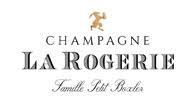 CHAMPAGNE
LA ROGERIE
Famille Petit Boxler